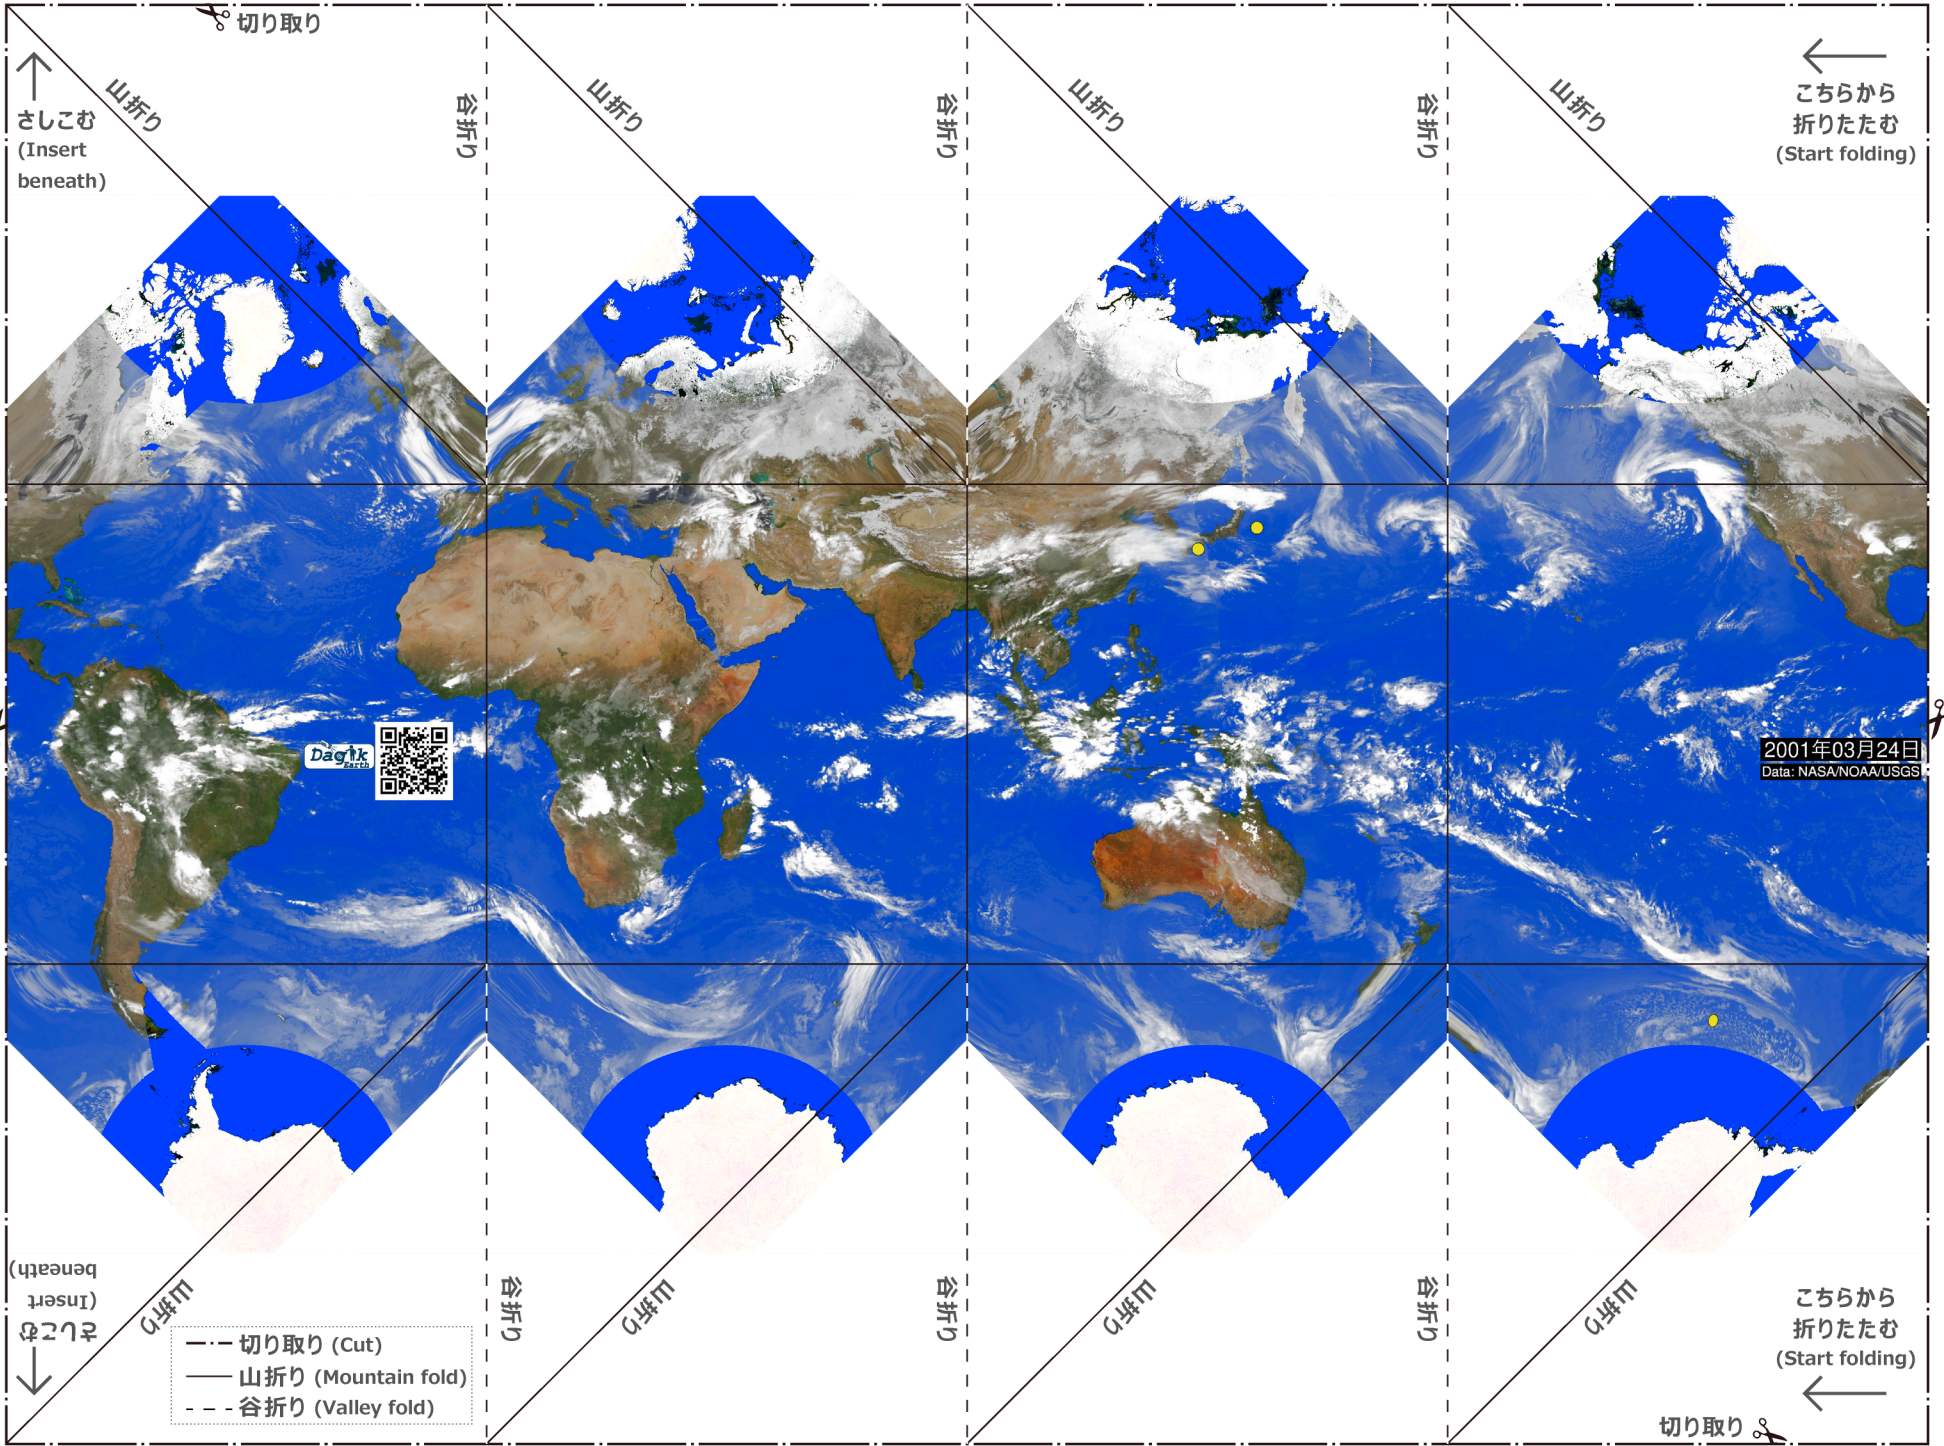 切り取り
山折り
谷折り
山折り
谷折り
山折り
谷折り
山折り
さしこむ
(Insert
beneath)
こちらから
折りたたむ
(Start folding)
Dagik
Earth
2001年03月24日
Data: NASA/NOAA/USGS
さしこむ
(Insert
beneath)
山折り
谷折り
山折り
谷折り
山折り
谷折り
山折り
切り取り (Cut)
山折り (Mountain fold)
谷折り (Valley fold)
こちらから
折りたたむ
(Start folding)
切り取り